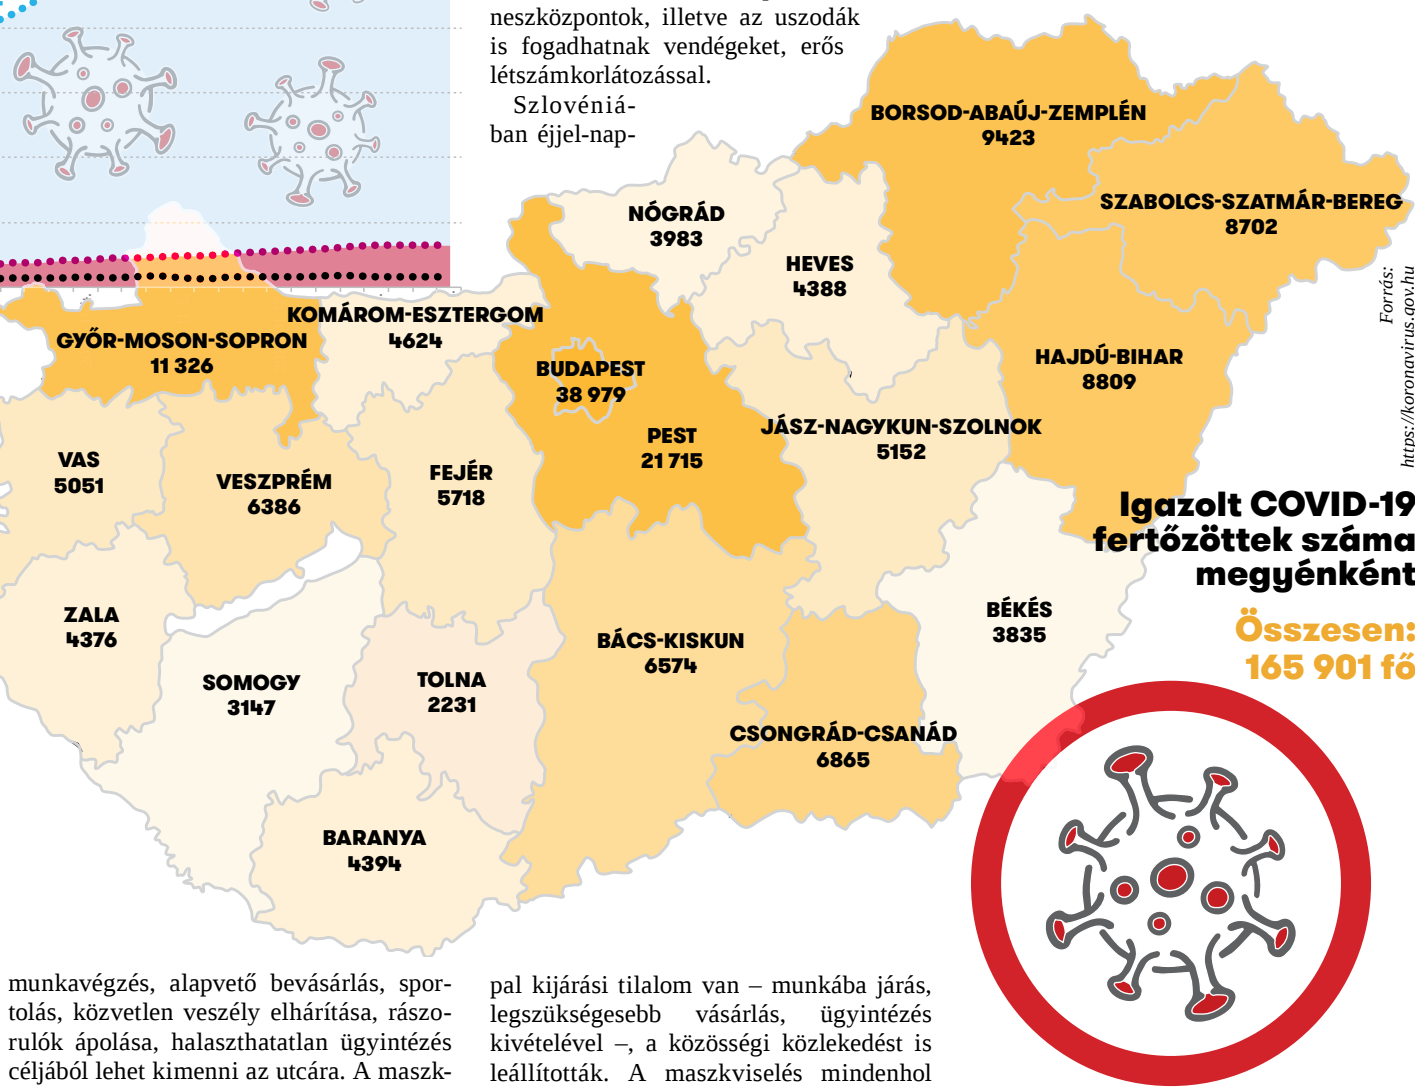 neszközpontok, illetve az uszodák
is fogadhatnak vendégeket, erős
létszámkorlátozással.
Szlovéniá-
ban éjjel-nap-
BORSOD-ABAÚJ-ZEMPLÉN
9423
SZABOLCS-SZATMÁR-BEREG
8702
NÓGRÁD
3983
HEVES
4388
KOMÁROM-ESZTERGOM
4624
GYŐR-MOSON-SOPRON
11 326
BUDAPEST
38 979
HAJDÚ-BIHAR
8809
PEST
21 715
JÁSZ-NAGYKUN-SZOLNOK
5152
VAS
5051
VESZPRÉM
6386
FEJÉR
5718
ZALA
4376
SOMOGY
3147
TOLNA
2231
BÁCS-KISKUN
6574
BÉKÉS
3835
CSONGRÁD-CSANÁD
6865
BARANYA
4394
Forrás:
https://koronavirus.gov.hu
Igazolt COVID-19
fertőzöttek száma
megyénként
Összesen:
165 901 fő
munkavégzés, alapvető bevásárlás, spor-
tolás, közvetlen veszély elhárítása, rászo-
rulók ápolása, halaszthatatlan ügyintézés
céljából lehet kimenni az utcára. A maszk-
pal kijárási tilalom van – munkába járás,
legszükségesebb vásárlás, ügyintézés
kivételével –, a közösségi közlekedést is
leállították. A maszkviselés mindenhol